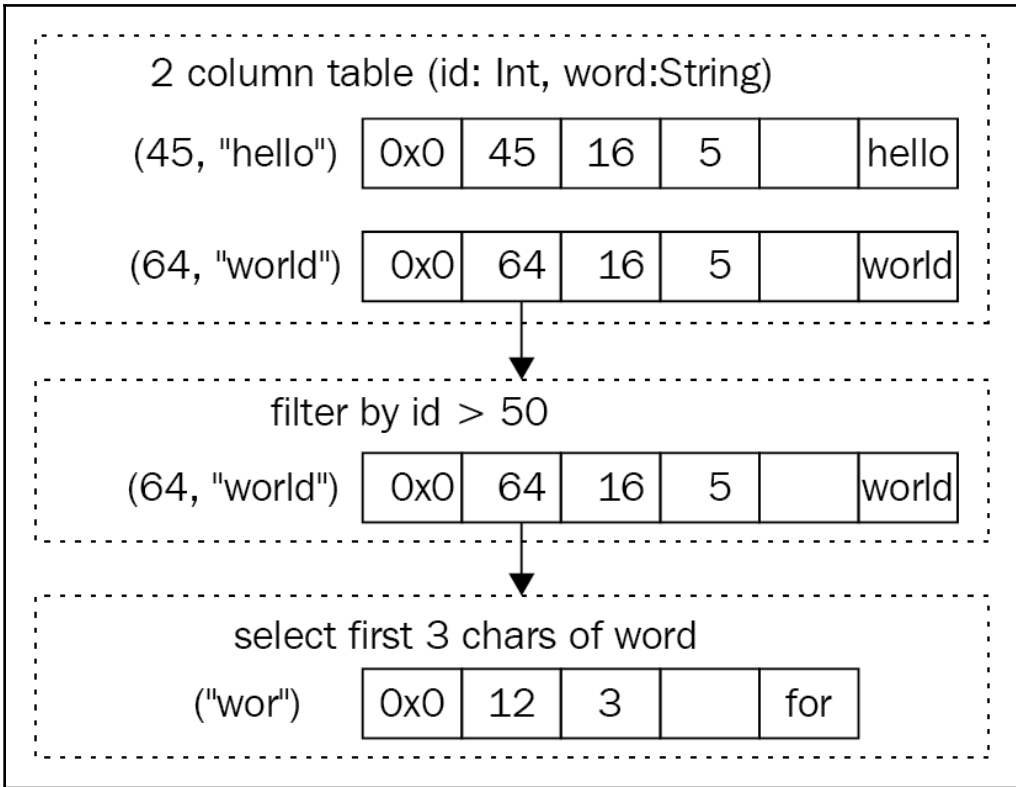 2 column table (id: Int, word:String)
(45, "hello") 0x0 45 16 5 hello
(64, "world") 0x0 64 16 5 world
filter by id > 50
(64, "world") 0x0 64 16 5 world
select first 3 chars of word
("wor") 0x0 12 3 for